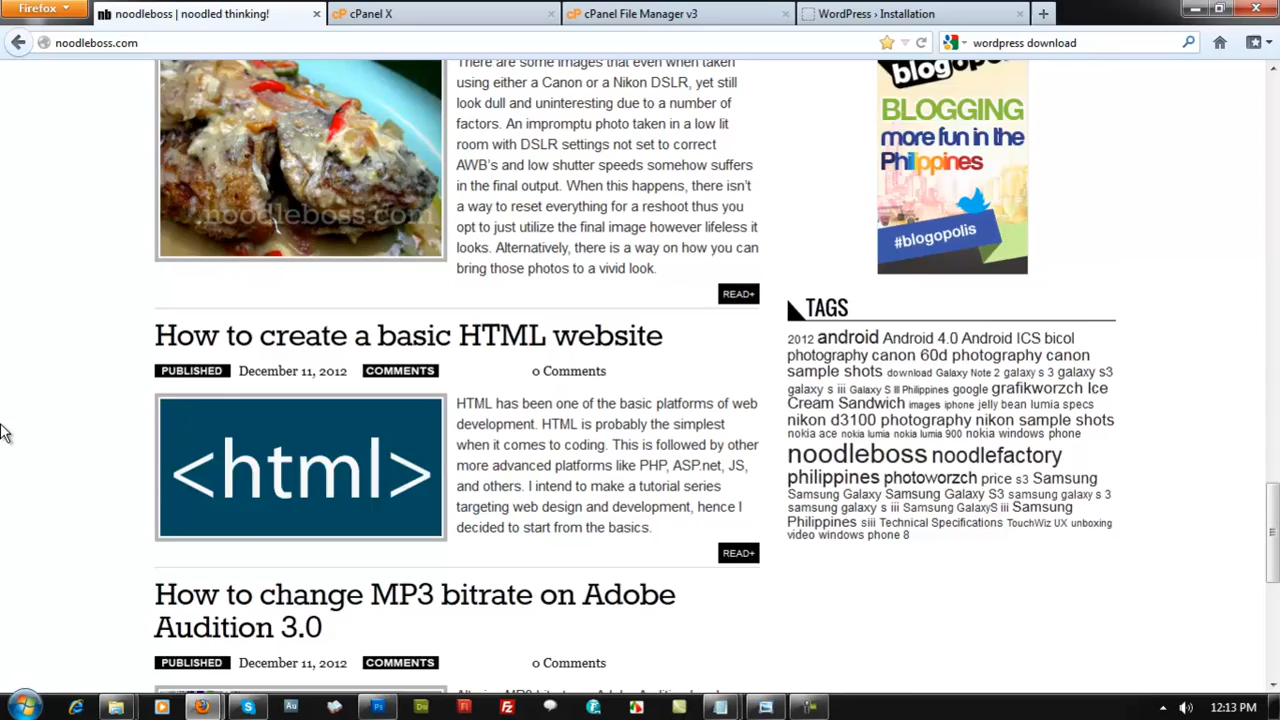 Firefox
nb noodleboss | noodled thinking!
cP cPanel X
cP cPanel File Manager v3
WordPress › Installation
noodleboss.com
wordpress download
There are some images that even when taken
using either a Canon or a Nikon DSLR, yet still
look dull and uninteresting due to a number of
factors. An impromptu photo taken in a low lit
room with DSLR settings not set to correct
AWB's and low shutter speeds somehow suffers
in the final output. When this happens, there isn't
a way to reset everything for a reshoot thus you
opt to just utilize the final image however lifeless it
looks. Alternatively, there is a way on how you can
bring those photos to a vivid look.
noodleboss.com
READ+
How to create a basic HTML website
PUBLISHED December 11, 2012 COMMENTS 0 Comments
<html>
HTML has been one of the basic platforms of web
development. HTML is probably the simplest
when it comes to coding. This is followed by other
more advanced platforms like PHP, ASP.net, JS,
and others. I intend to make a tutorial series
targeting web design and development, hence I
decided to start from the basics.
READ+
How to change MP3 bitrate on Adobe
Audition 3.0
PUBLISHED December 11, 2012 COMMENTS 0 Comments
blogopolis
BLOGGING
more fun in the
Philippines
#blogopolis
TAGS
2012 android Android 4.0 Android ICS bicol
photography canon 60d photography canon
sample shots download Galaxy Note 2 galaxy s 3 galaxy s3
galaxy s iii Galaxy S III Philippines google grafikworzch Ice
Cream Sandwich images iphone jelly bean lumia specs
nikon d3100 photography nikon sample shots
nokia ace nokia lumia nokia lumia 900 nokia windows phone
noodleboss noodlefactory
philippines photoworzch price s3 Samsung
Samsung Galaxy Samsung Galaxy S3 samsung galaxy s 3
samsung galaxy s iii Samsung GalaxyS iii Samsung
Philippines siii Technical Specifications TouchWiz UX unboxing
video windows phone 8
Au
Ps
Dw
Fl
Fz
12:13 PM